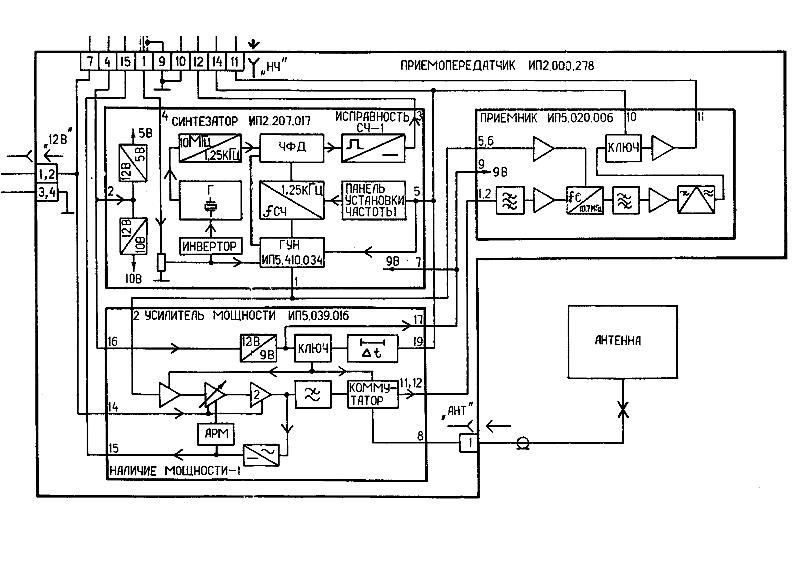 7 4 15 1 9 10 12 14 11 „НЧ"
ПРИЕМОПЕРЕДАТЧИК ИП2.000.278
4 СИНТЕЗАТОР ИП2.207.017
ИСПРАВНОСТЬ 3
СЧ-1
ПРИЕМНИК ИП5.020.006 10 11
„12В"
1,2
3,4
5В
12В 5В
2
12В 10В
10В
10МГц 1,25КГЦ
ЧФД
Г
1,25КГЦ
fСЧ
ПАНЕЛЬ
УСТАНОВКИ
ЧАСТОТЫ
5
ИНВЕРТОР
ГУН
ИП5.410.034
9В 7
1
5,6
КЛЮЧ
9
9В
1,2
fС
10.7МГц
2 УСИЛИТЕЛЬ МОЩНОСТИ ИП5.039.016
17
16
12В
9В
КЛЮЧ
Δt
19
2
КОММУ-
ТАТОР
11,12
14
АРМ
15
8
НАЛИЧИЕ МОЩНОСТИ-1
„АНТ"
1
АНТЕННА